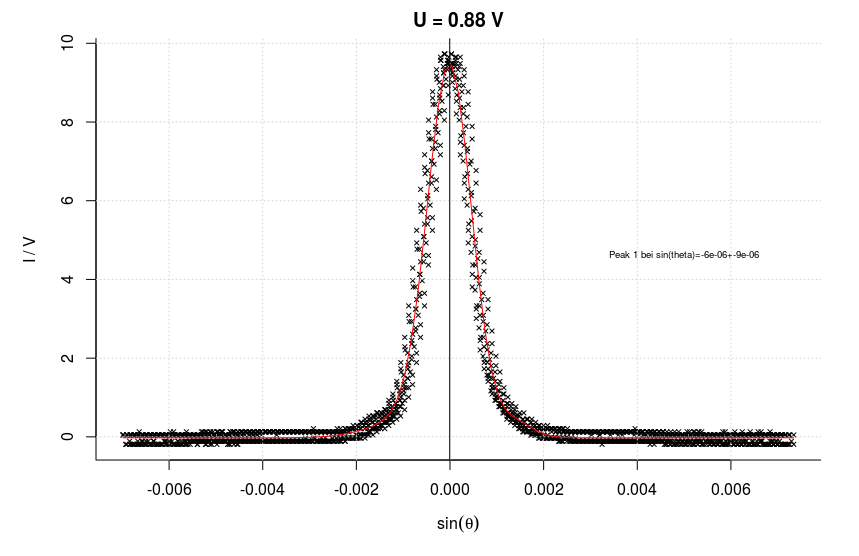 U = 0.88 V
I / V
10
8
6
4
2
0
Peak 1 bei sin(theta)=-6e-06+-9e-06
-0.006 -0.004 -0.002 0.000 0.002 0.004 0.006
sin(θ)